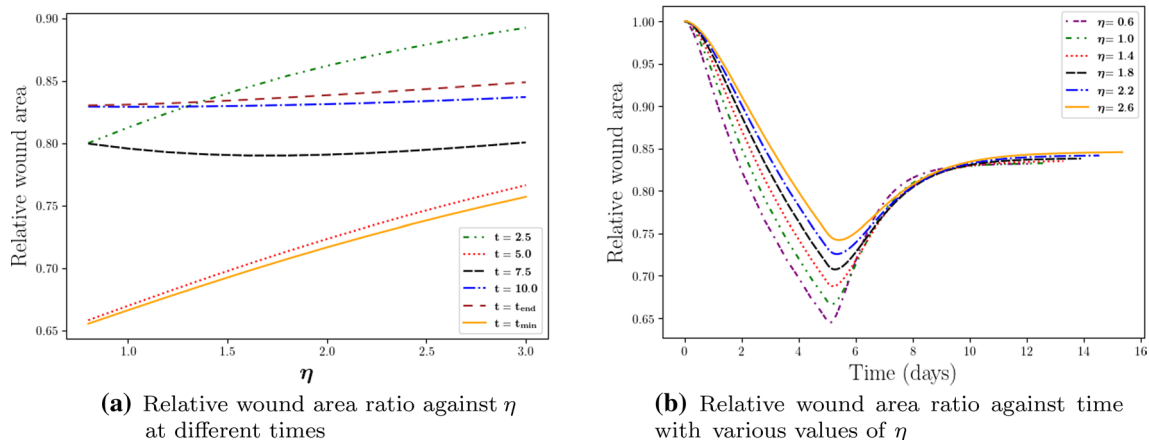 0.90
0.85
0.80
0.75
0.70
0.65
Relative wound area
1.0
1.5
2.0
2.5
3.0
η
t = 2.5
t = 5.0
t = 7.5
t = 10.0
t = t_end
t = t_min
(a) Relative wound area ratio against η
at different times
1.00
0.95
0.90
0.85
0.80
0.75
0.70
0.65
Relative wound area
0
2
4
6
8
10
12
14
16
Time (days)
η = 0.6
η = 1.0
η = 1.4
η = 1.8
η = 2.2
η = 2.6
(b) Relative wound area ratio against time
with various values of η